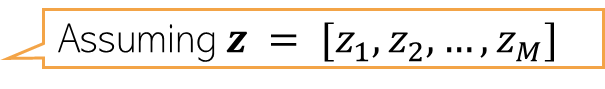 Assuming z = [z₁, z₂, …, z_M]